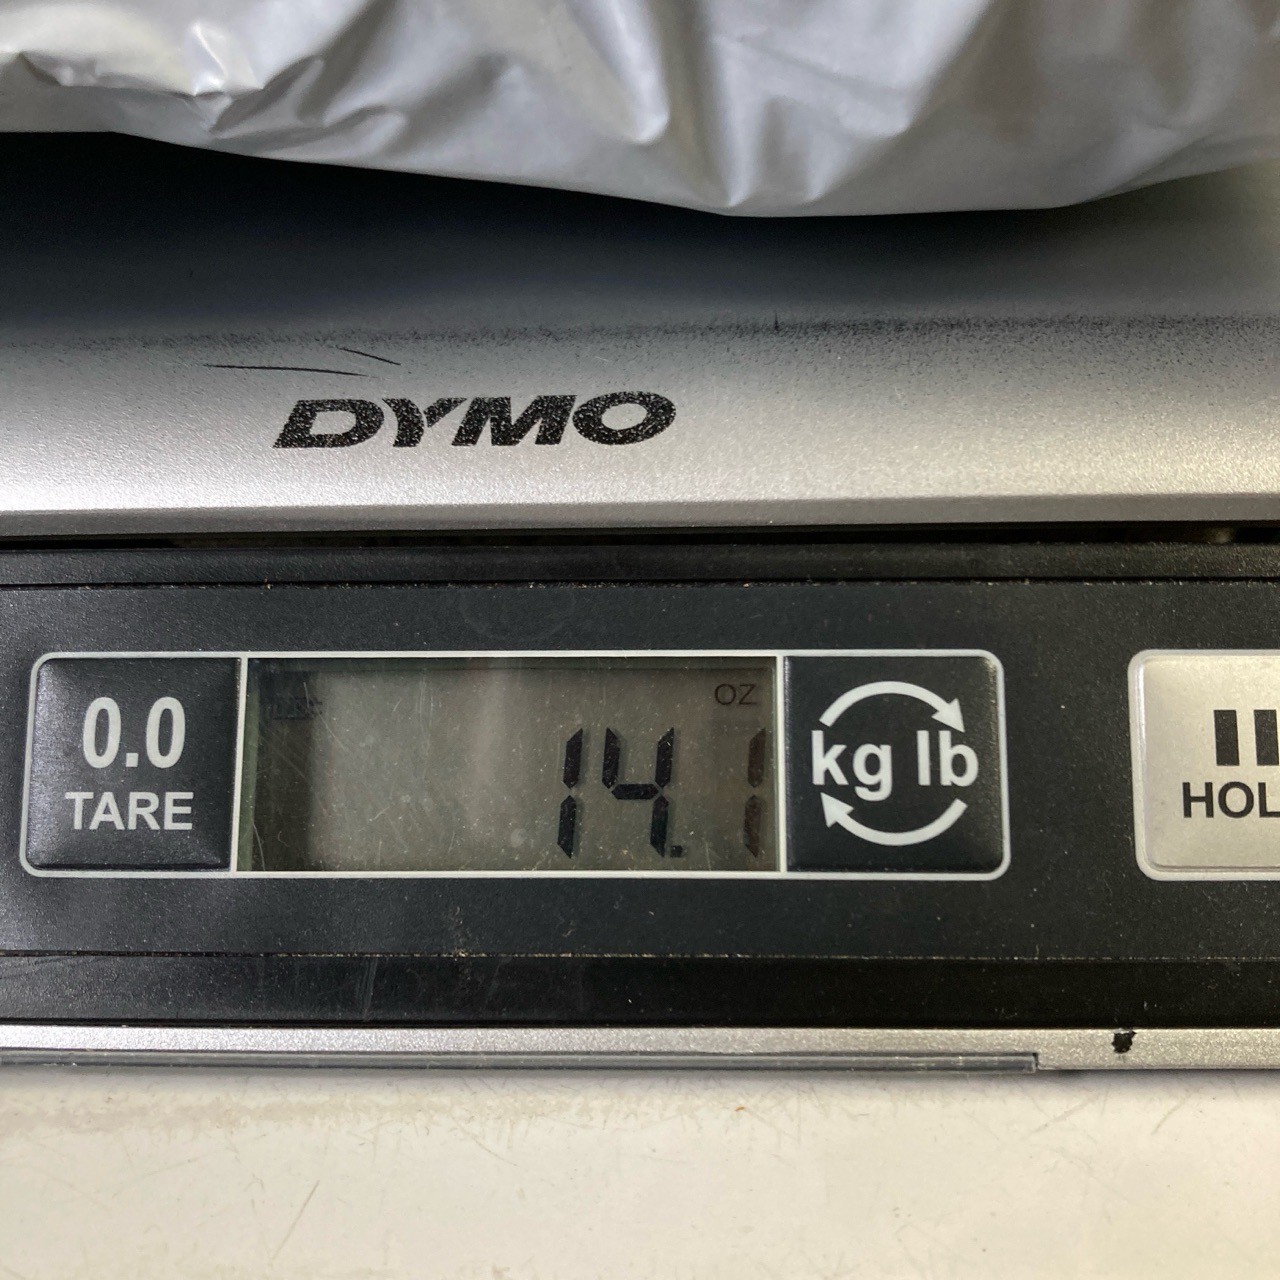 DYMO
0.0
TARE
OZ
14.1
kg lb
HOL